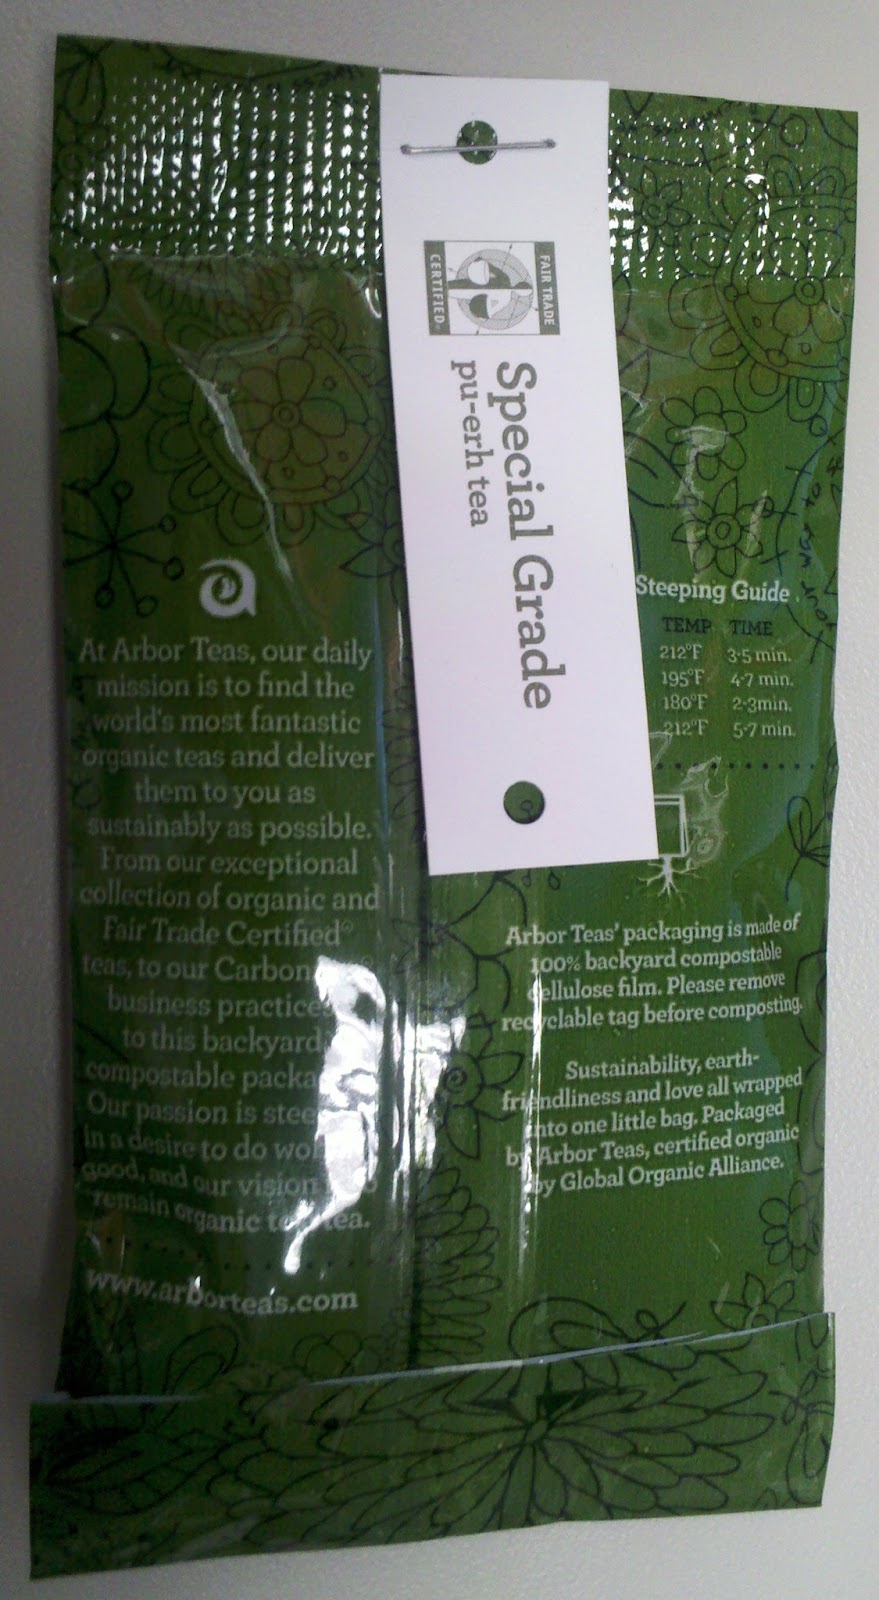 FAIR TRADE
CERTIFIED
Special Grade
pu-erh tea
At Arbor Teas, our daily
mission is to find the
world's most fantastic
organic teas and deliver
them to you as
sustainably as possible.
From our exceptional
collection of organic and
Fair Trade Certified®
teas, to our Carbon
business practices
to this backyard
compostable
Our passion is
in a desire to do
good, and our vision
remain organic tea.
www.arborteas.com
Steeping Guide
TEMP TIME
212°F 3-5 min.
195°F 4-7 min.
180°F 2-3min.
212°F 5-7 min.
Arbor Teas' packaging is made of
100% backyard compostable
cellulose film. Please remove
recyclable tag before composting.
Sustainability, earth-
friendliness and love all wrapped
into one little bag. Packaged
by Arbor Teas, certified organic
by Global Organic Alliance.